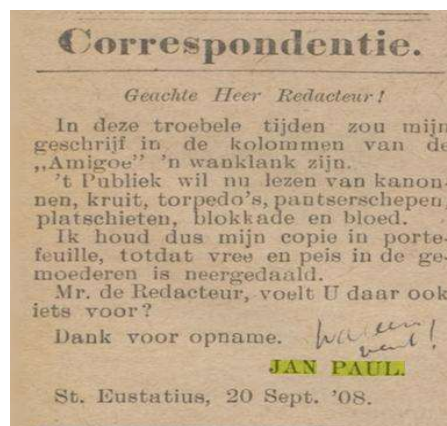 Correspondentie.
Geachte Heer Redacteur!
In deze troebele tijden zou mijn
geschrijf in de kolommen van de
„Amigoe” 'n wanklank zijn.
't Publiek wil nu lezen van kanon-
nen, kruit, torpedo's, pantserschepen,
platschieten, blokkade en bloed.
Ik houd dus mijn copie in porte-
feuille, totdat vree en peis in de ge-
moederen is neergedaald.
Mr. de Redacteur, voelt U daar ook
iets voor?
Dank voor opname.
JAN PAUL.
St. Eustatius, 20 Sept. '08.